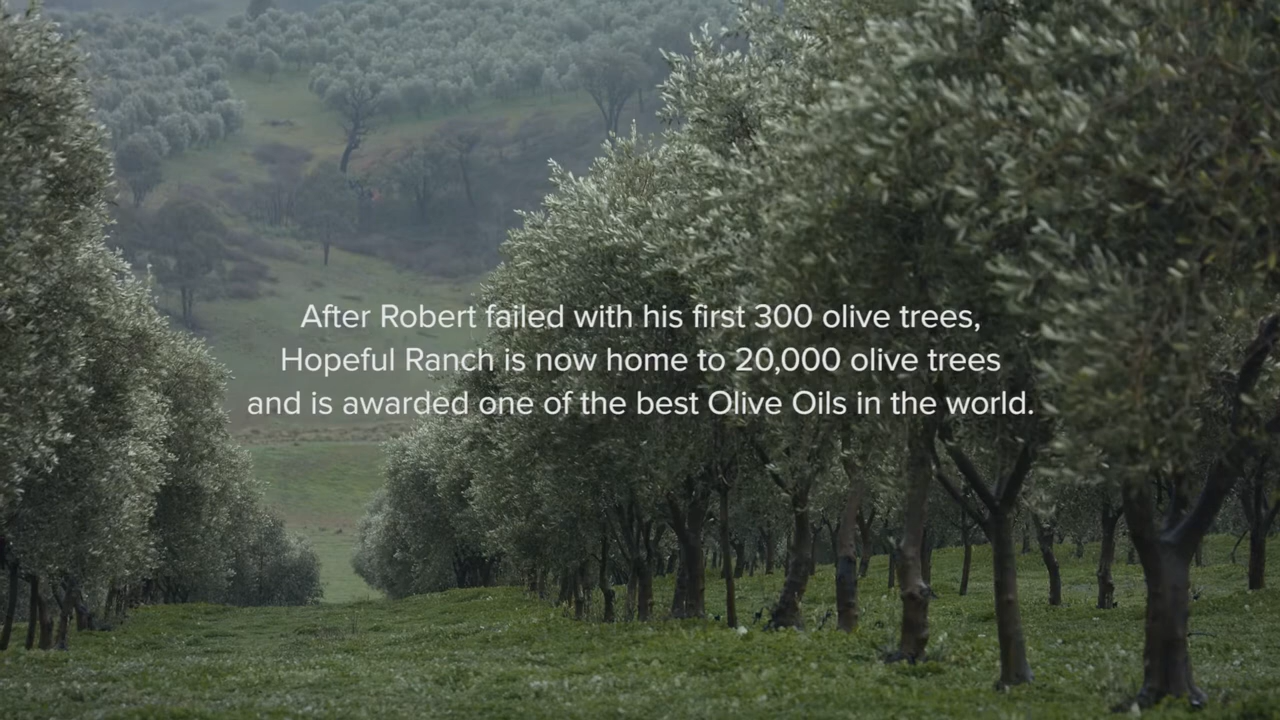 After Robert failed with his first 300 olive trees,
Hopeful Ranch is now home to 20,000 olive trees
and is awarded one of the best Olive Oils in the world.